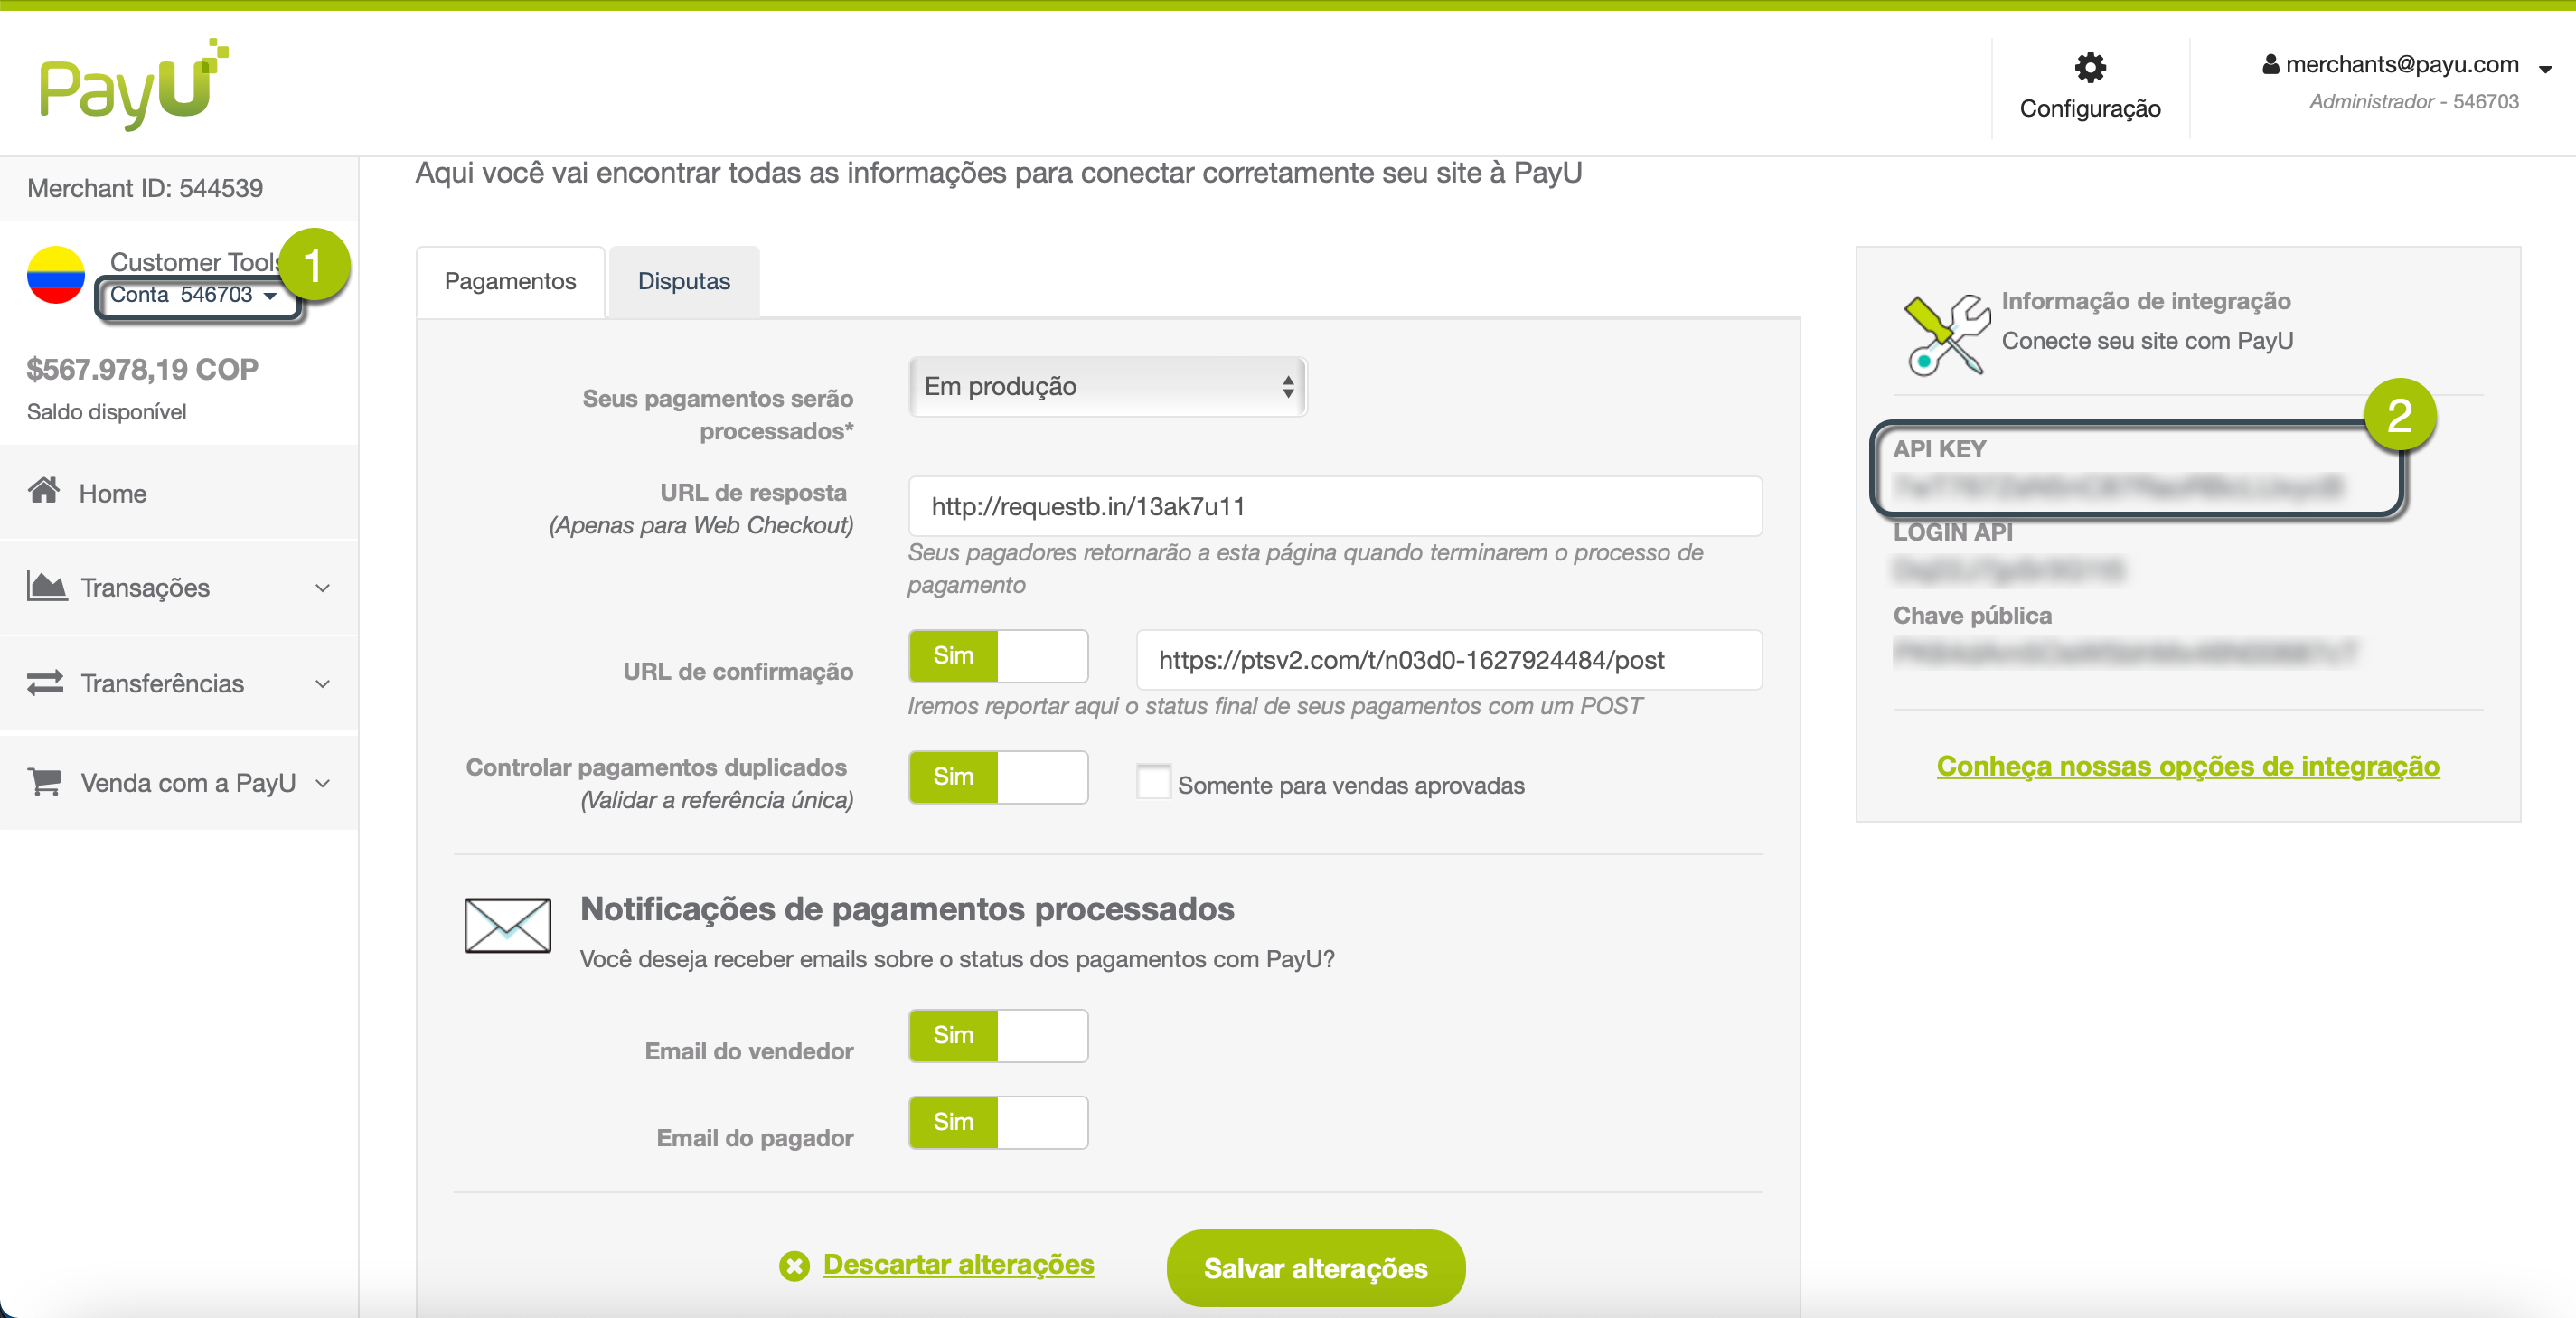 PayU
Configuração
merchants@payu.com
Administrador - 546703
Merchant ID: 544539
Customer Tools
1
Conta 546703
$567.978,19 COP
Saldo disponível
Home
Transações
Transferências
Venda com a PayU
Aqui você vai encontrar todas as informações para conectar corretamente seu site à PayU
Pagamentos
Disputas
Seus pagamentos serão
processados*
Em produção
URL de resposta
(Apenas para Web Checkout)
http://requestb.in/13ak7u11
Seus pagadores retornarão a esta página quando terminarem o processo de
pagamento
URL de confirmação
Sim
https://ptsv2.com/t/n03d0-1627924484/post
Iremos reportar aqui o status final de seus pagamentos com um POST
Controlar pagamentos duplicados
(Validar a referência única)
Sim
Somente para vendas aprovadas
Notificações de pagamentos processados
Você deseja receber emails sobre o status dos pagamentos com PayU?
Email do vendedor
Sim
Email do pagador
Sim
Descartar alterações
Salvar alterações
Informação de integração
Conecte seu site com PayU
2
API KEY
LOGIN API
Chave pública
Conheça nossas opções de integração